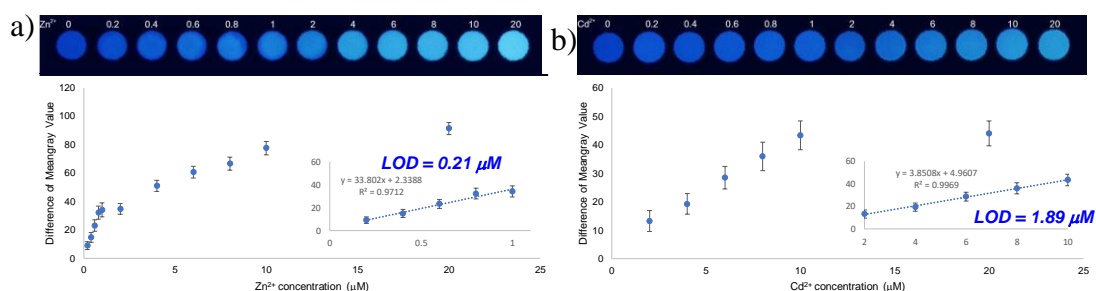 a)
Zn²⁺ 0 0.2 0.4 0.6 0.8 1 2 4 6 8 10 20
Difference of Meangray Value
120
100
80
60
40
20
0
0 5 10 15 20 25
Zn²⁺ concentration (μM)
LOD = 0.21 μM
y = 33.802x + 2.3388
R² = 0.9712
60
40
20
0
0 0.5 1
b)
Cd²⁺ 0 0.2 0.4 0.6 0.8 1 2 4 6 8 10 20
Difference of Meangray Value
60
50
40
30
20
10
0
0 5 10 15 20 25
Cd²⁺ concentration (μM)
y = 3.8508x + 4.9607
R² = 0.9969
LOD = 1.89 μM
60
40
20
0
2 4 6 8 10